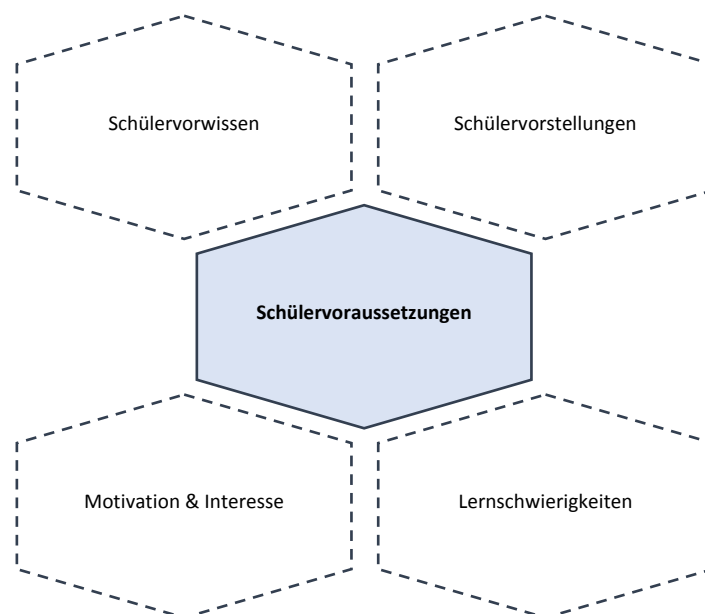 Schülervorwissen
Schülervorstellungen
Schülervoraussetzungen
Motivation & Interesse
Lernschwierigkeiten